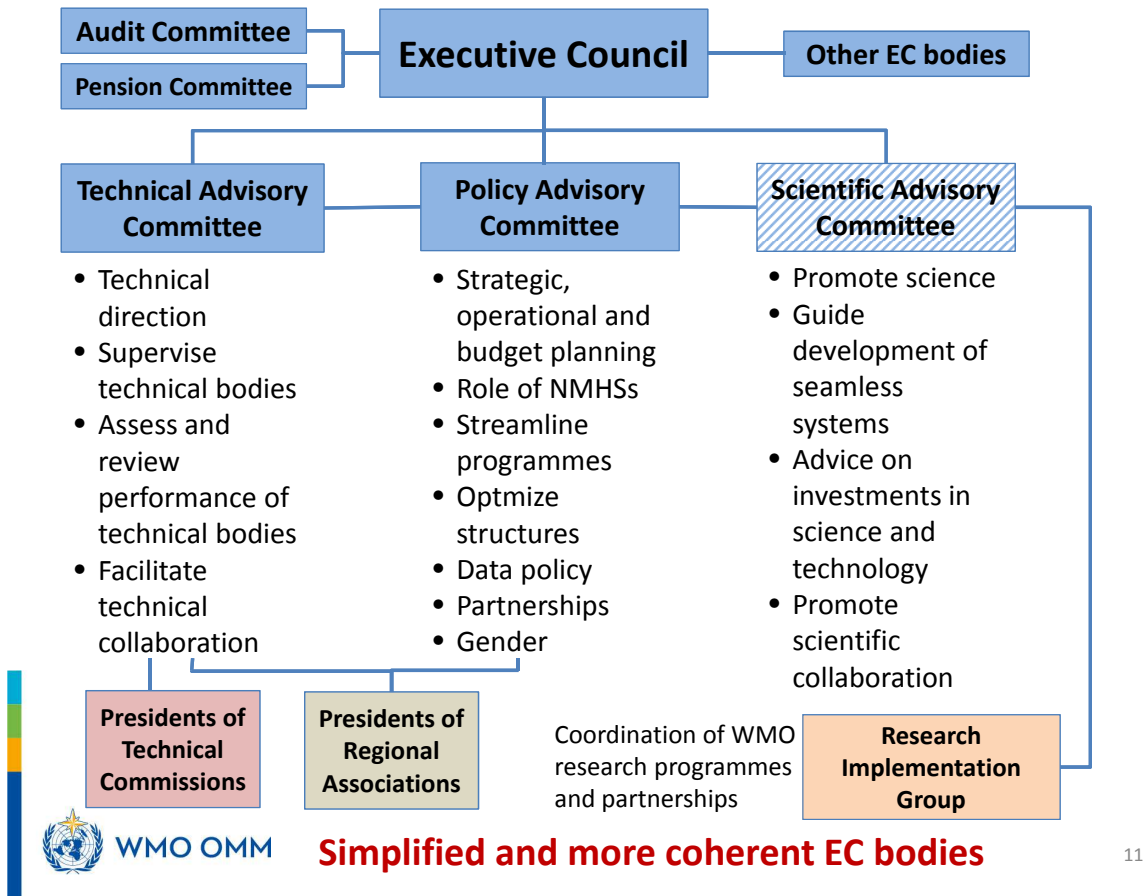 Audit Committee
Pension Committee
Executive Council
Other EC bodies
Technical Advisory
Committee
• Technical
direction
• Supervise
technical bodies
• Assess and
review
performance of
technical bodies
• Facilitate
technical
collaboration
Policy Advisory
Committee
• Strategic,
operational and
budget planning
• Role of NMHSs
• Streamline
programmes
• Optmize
structures
• Data policy
• Partnerships
• Gender
Scientific Advisory
Committee
• Promote science
• Guide
development of
seamless
systems
• Advice on
investments in
science and
technology
• Promote
scientific
collaboration
Presidents of
Technical
Commissions
Presidents of
Regional
Associations
Coordination of WMO
research programmes
and partnerships
Research
Implementation
Group
WMO OMM
Simplified and more coherent EC bodies
11